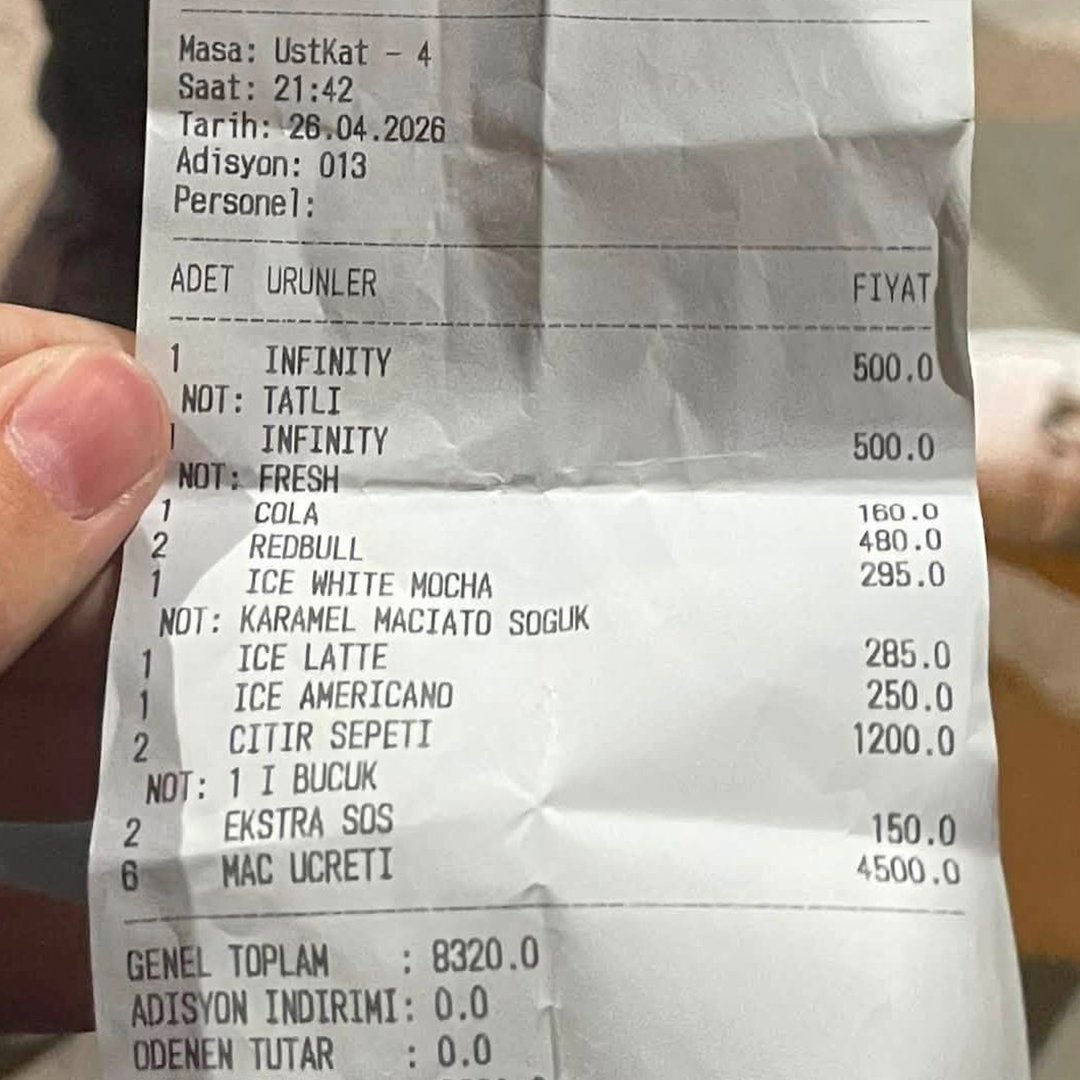 Masa: UstKat - 4
Saat: 21:42
Tarih: 26.04.2026
Adisyon: 013
Personel:
ADET URUNLER FIYAT
1 INFINITY 500.0
NOT: TATLI
1 INFINITY 500.0
NOT: FRESH
1 COLA 160.0
2 REDBULL 480.0
1 ICE WHITE MOCHA 295.0
NOT: KARAMEL MACIATO SOGUK
1 ICE LATTE 285.0
1 ICE AMERICANO 250.0
2 CITIR SEPETI 1200.0
NOT: 1 I BUCUK
2 EKSTRA SOS 150.0
6 MAC UCRETI 4500.0
GENEL TOPLAM : 8320.0
ADISYON INDIRIMI: 0.0
ODENEN TUTAR : 0.0